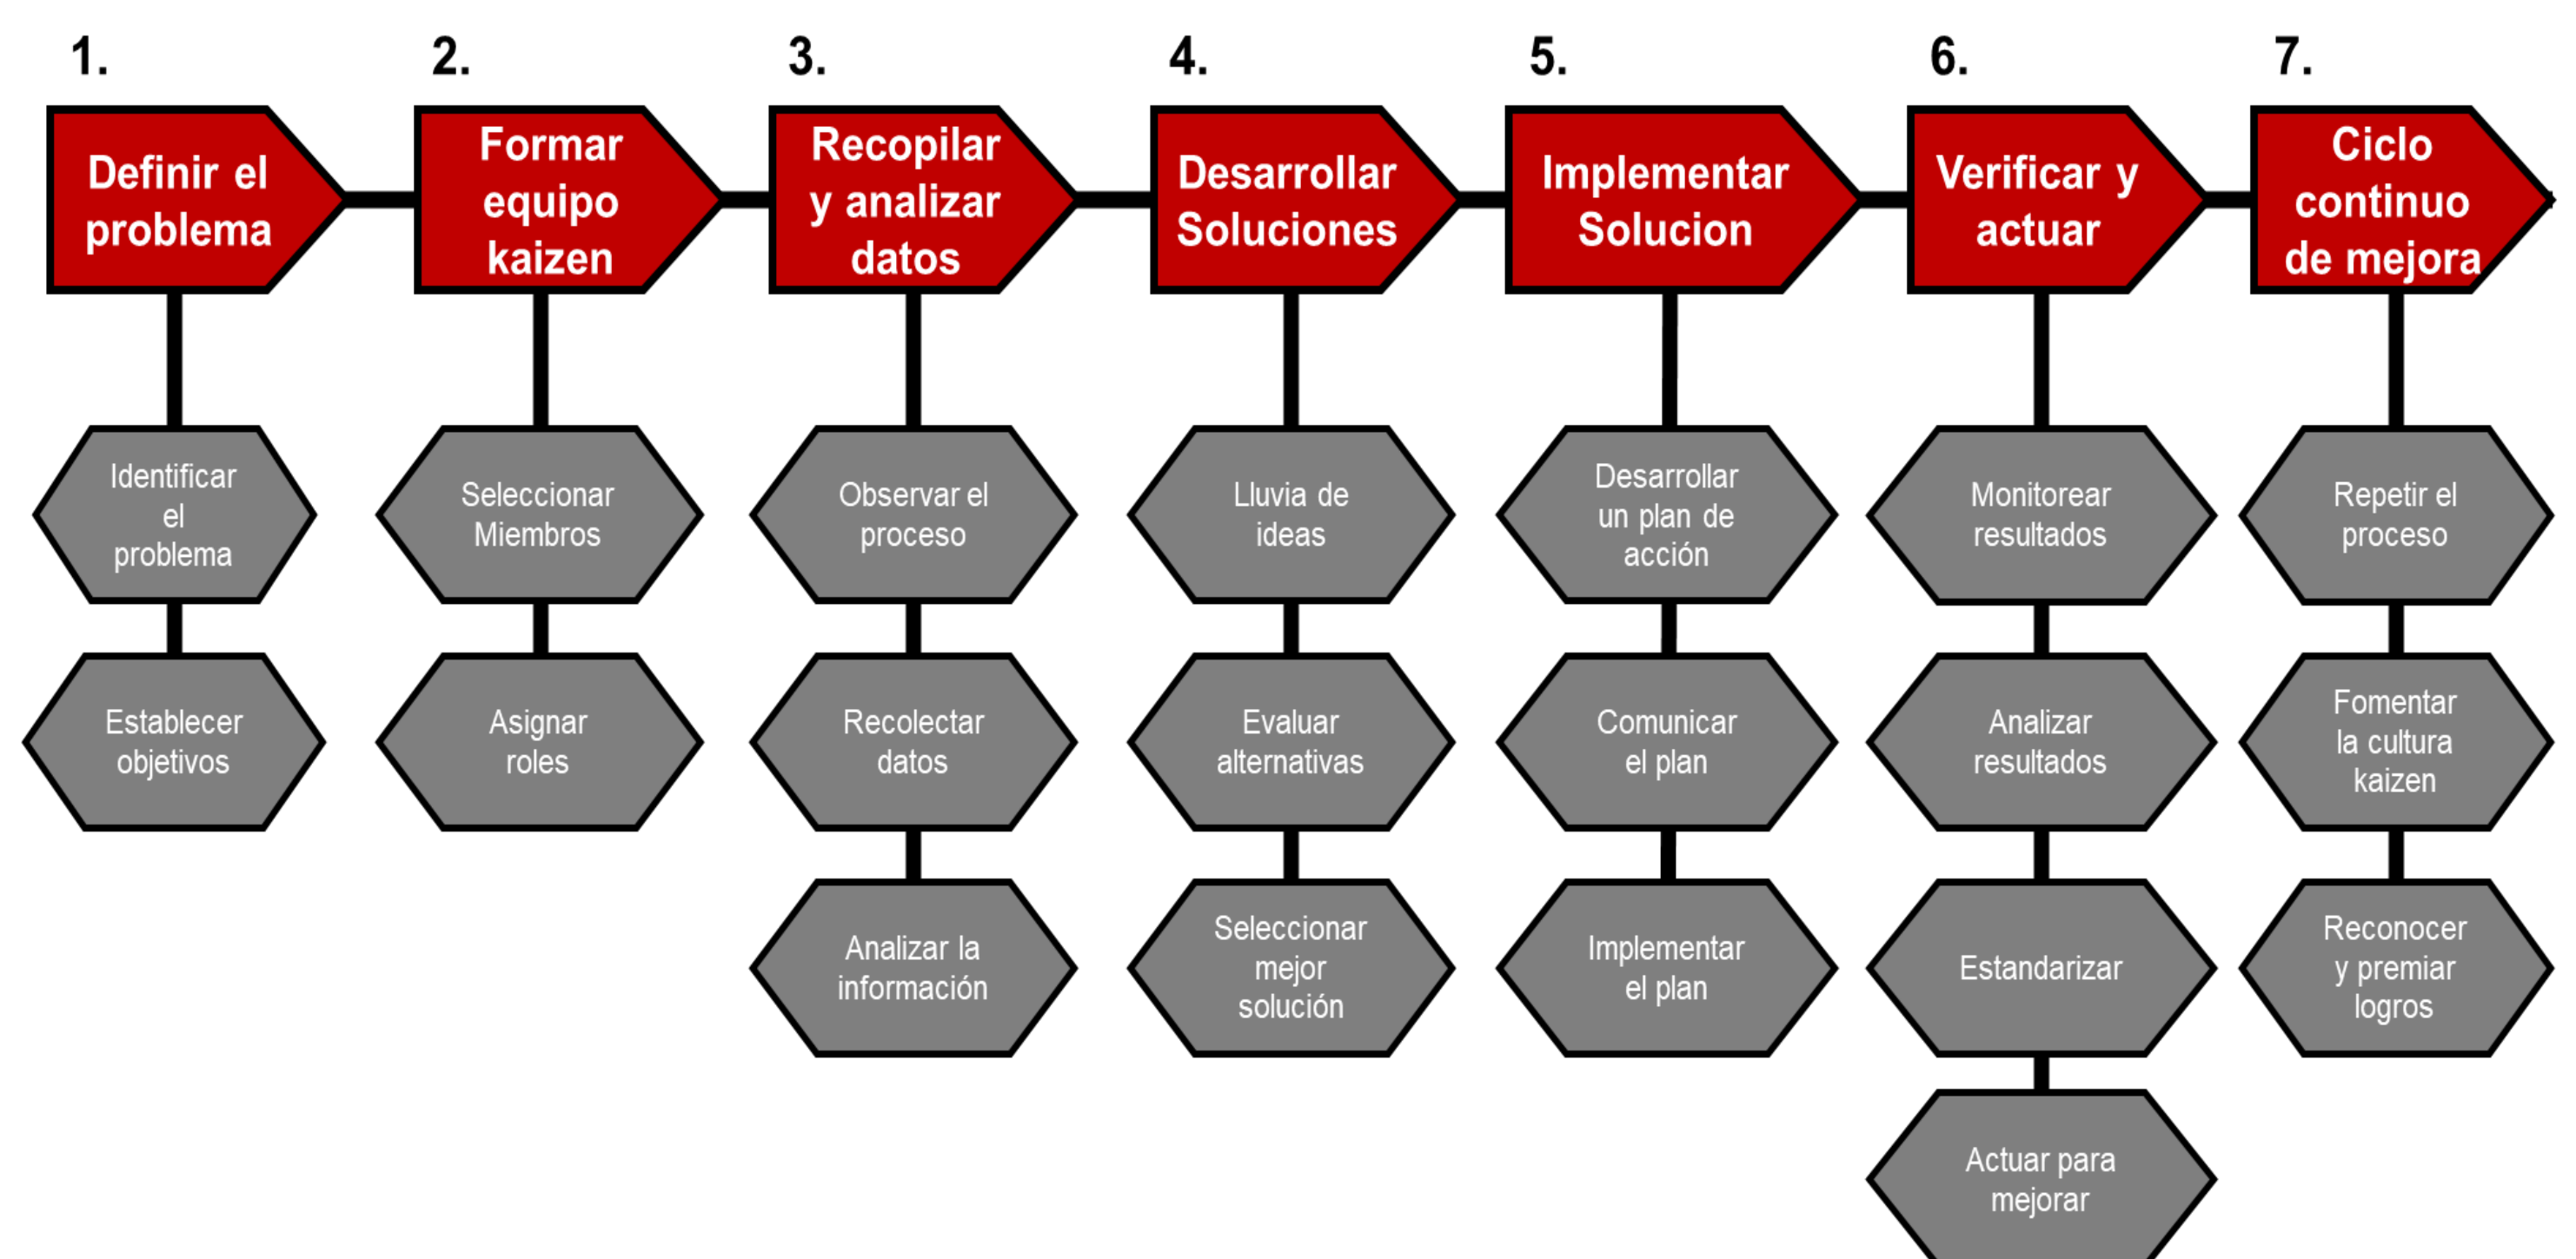 1.
2.
3.
4.
5.
6.
7.
Definir el
problema
Formar
equipo
kaizen
Recopilar
y analizar
datos
Desarrollar
Soluciones
Implementar
Solucion
Verificar y
actuar
Ciclo
continuo
de mejora
Identificar
el
problema
Establecer
objetivos
Seleccionar
Miembros
Asignar
roles
Observar el
proceso
Recolectar
datos
Analizar la
información
Lluvia de
ideas
Evaluar
alternativas
Seleccionar
mejor
solución
Desarrollar
un plan de
acción
Comunicar
el plan
Implementar
el plan
Monitorear
resultados
Analizar
resultados
Estandarizar
Actuar para
mejorar
Repetir el
proceso
Fomentar
la cultura
kaizen
Reconocer
y premiar
logros